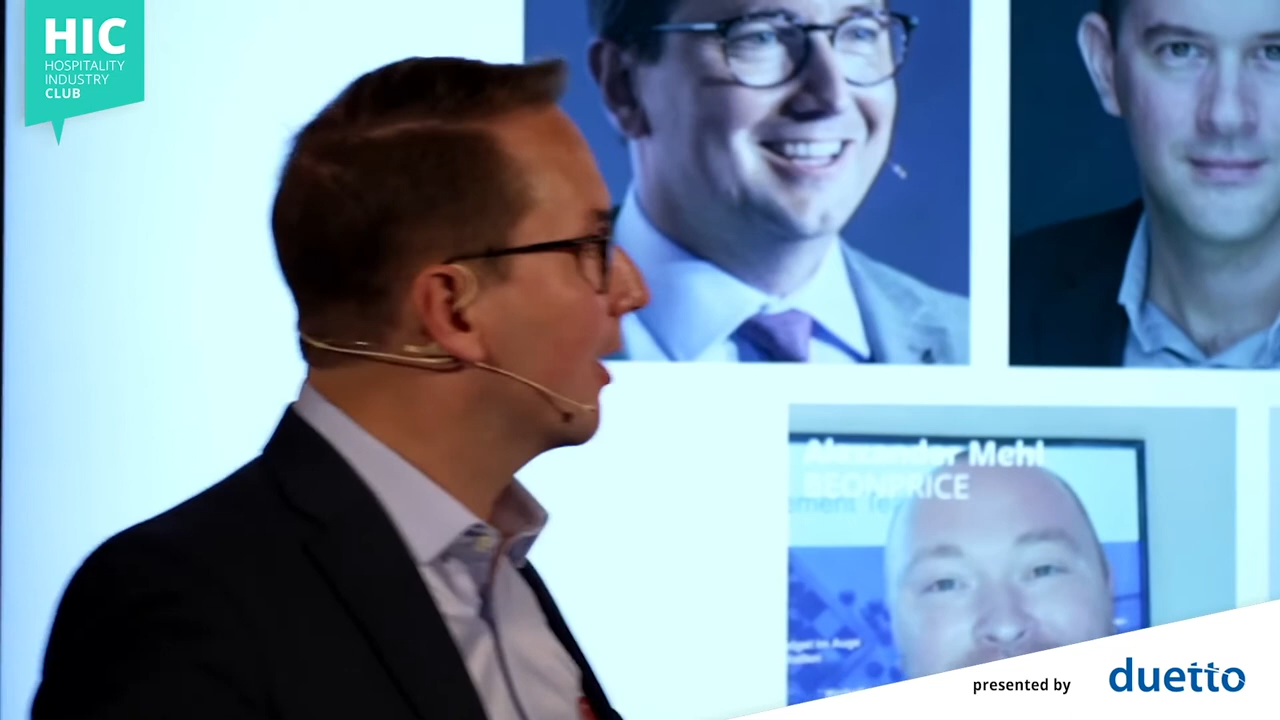 HIC
HOSPITALITY
INDUSTRY
CLUB
Alexander Mehl
BEONPRICE
presented by
duetto